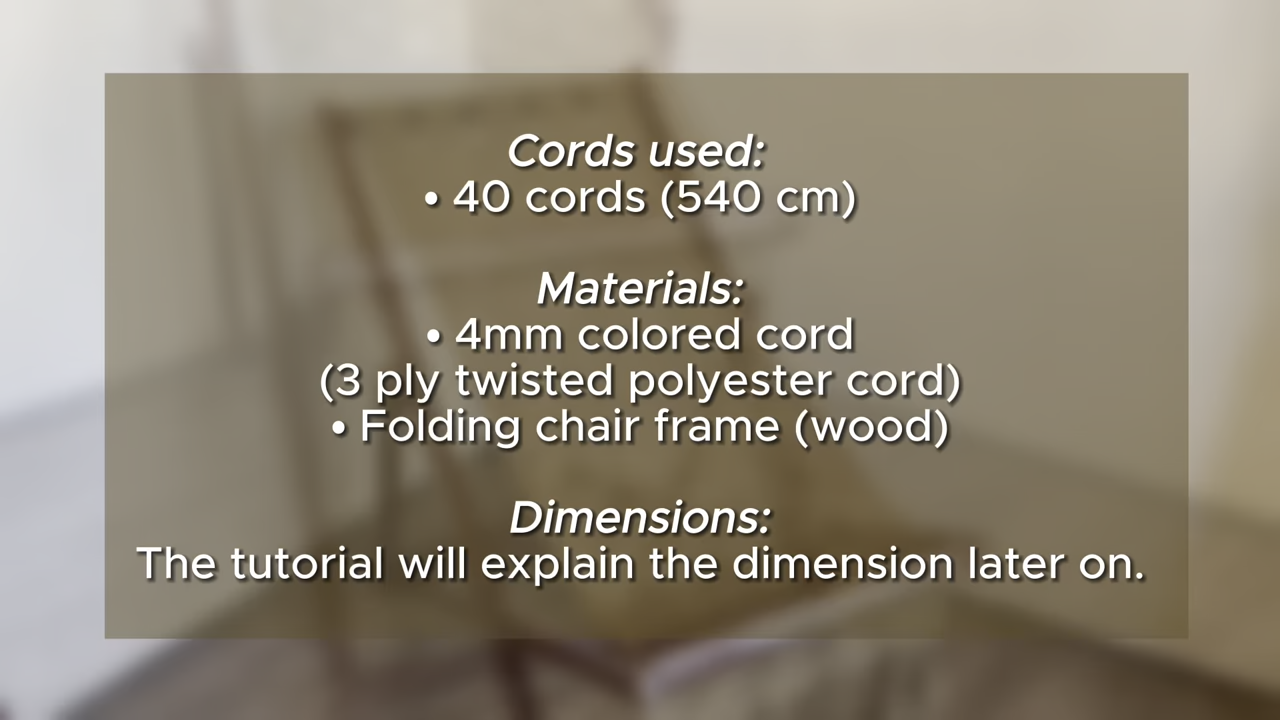 Cords used:
• 40 cords (540 cm)
Materials:
• 4mm colored cord
(3 ply twisted polyester cord)
• Folding chair frame (wood)
Dimensions:
The tutorial will explain the dimension later on.